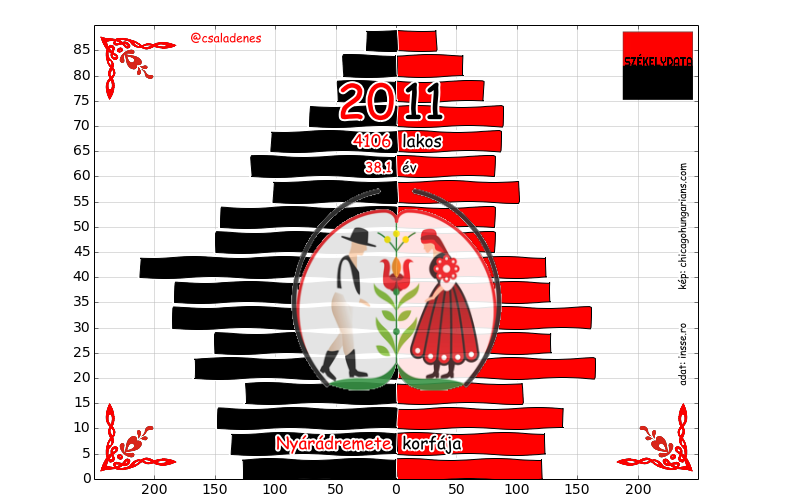 @csaladenes
SZÉKELYDATA
2011
4106 lakos
38.1 év
kép: chicagohungarians.com
adat: insse.ro
Nyárádremete korfája
85
80
75
70
65
60
55
50
45
40
35
30
25
20
15
10
5
0
200 150 100 50 0 50 100 150 200